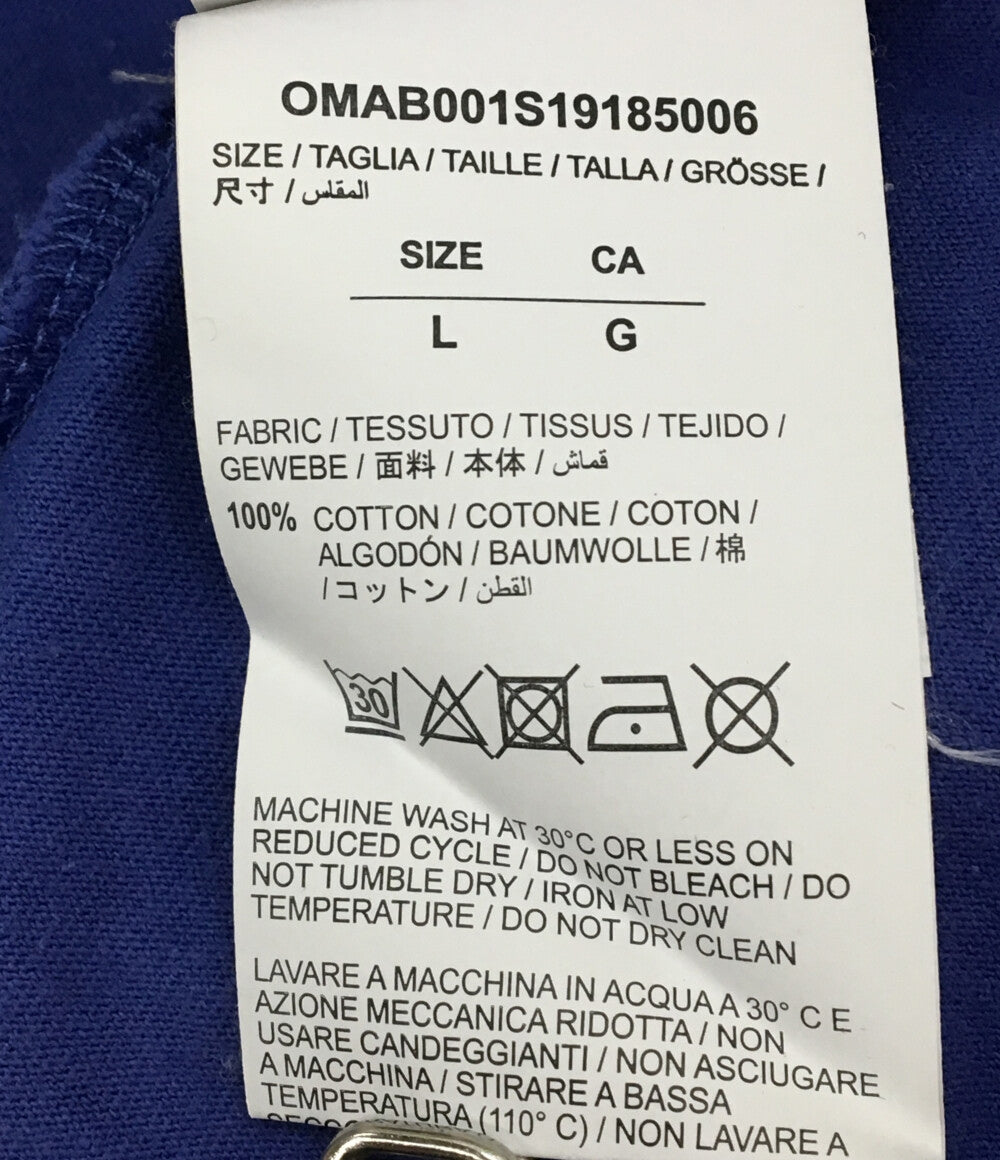 OMAB001S19185006
SIZE / TAGLIA / TAILLE / TALLA / GRÖSSE /
尺寸 / المقلس
SIZE CA
L G
FABRIC / TESSUTO / TISSUS / TEJIDO /
GEWEBE / 面料 / 本体 / قماش
100% COTTON / COTONE / COTON /
ALGODÓN / BAUMWOLLE / 棉
/ コットン / القطن
30
MACHINE WASH AT 30°C OR LESS ON
REDUCED CYCLE / DO NOT BLEACH / DO
NOT TUMBLE DRY / IRON AT LOW
TEMPERATURE / DO NOT DRY CLEAN
LAVARE A MACCHINA IN ACQUA A 30° C E
AZIONE MECCANICA RIDOTTA / NON
USARE CANDEGGIANTI / NON ASCIUGARE
A MACCHINA / STIRARE A BASSA
TEMPERATURA (110° C) / NON LAVARE A